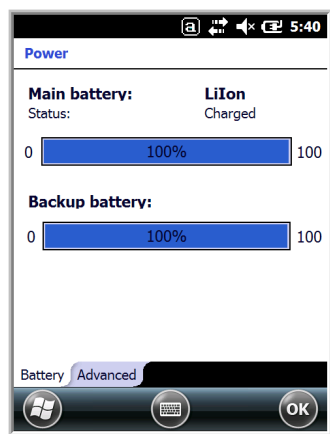 a 5:40
Power
Main battery: LiIon
Status: Charged
0 100% 100
Backup battery:
0 100% 100
Battery Advanced
OK